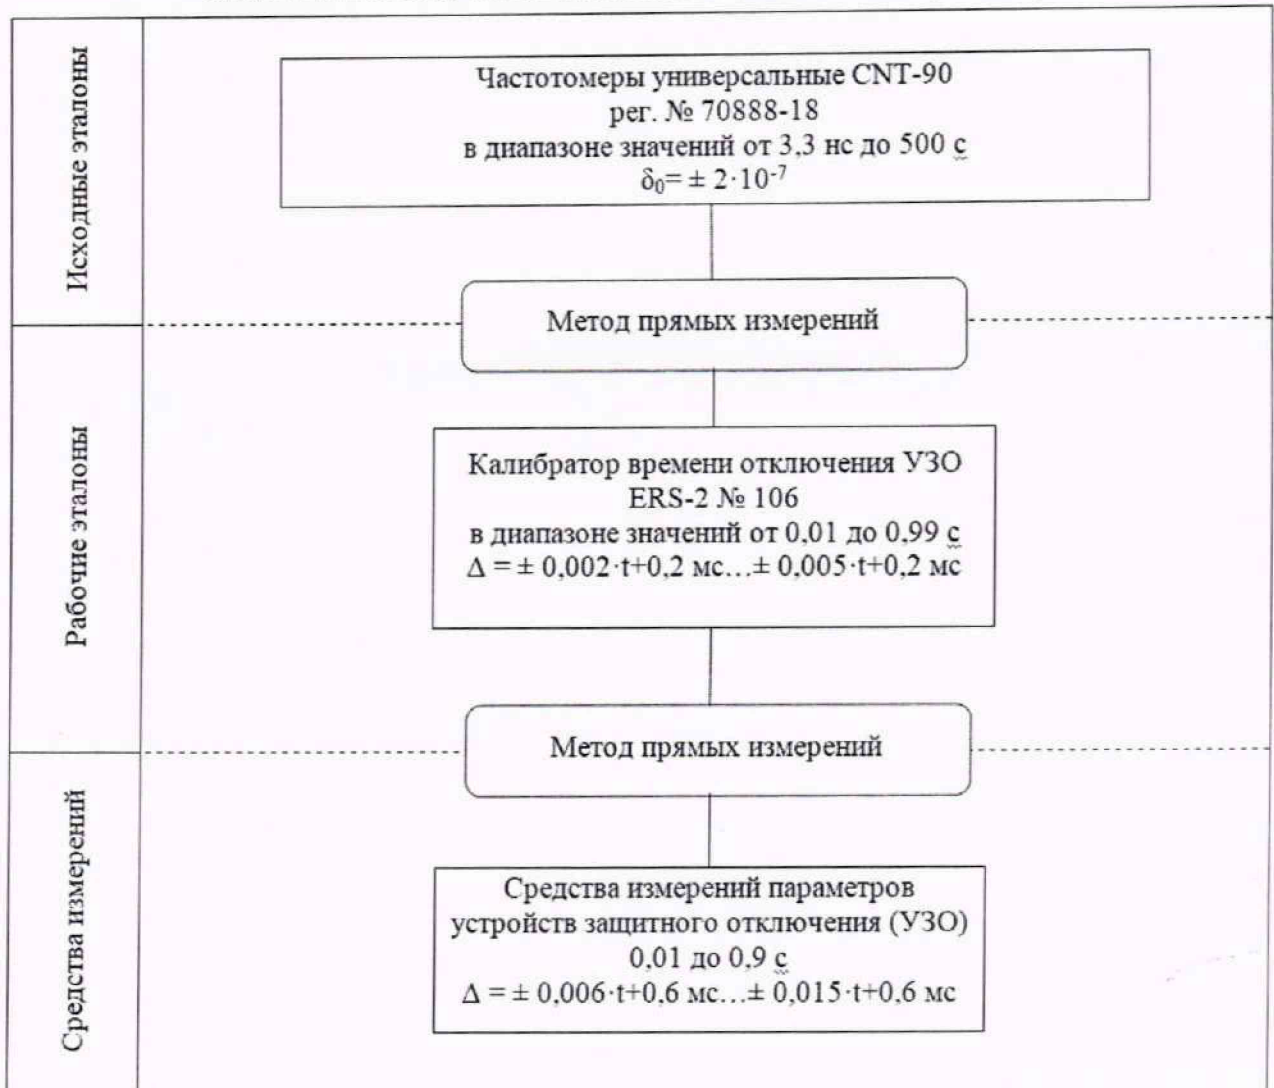 Исходные эталоны
Частотомеры универсальные CNT-90
рег. № 70888-18
в диапазоне значений от 3,3 нс до 500 с
δ₀= ± 2·10⁻⁷
Метод прямых измерений
Рабочие эталоны
Калибратор времени отключения УЗО
ERS-2 № 106
в диапазоне значений от 0,01 до 0,99 с
Δ = ± 0,002·t+0,2 мс...± 0,005·t+0,2 мс
Метод прямых измерений
Средства измерений
Средства измерений параметров
устройств защитного отключения (УЗО)
0,01 до 0,9 с
Δ = ± 0,006·t+0,6 мс...± 0,015·t+0,6 мс